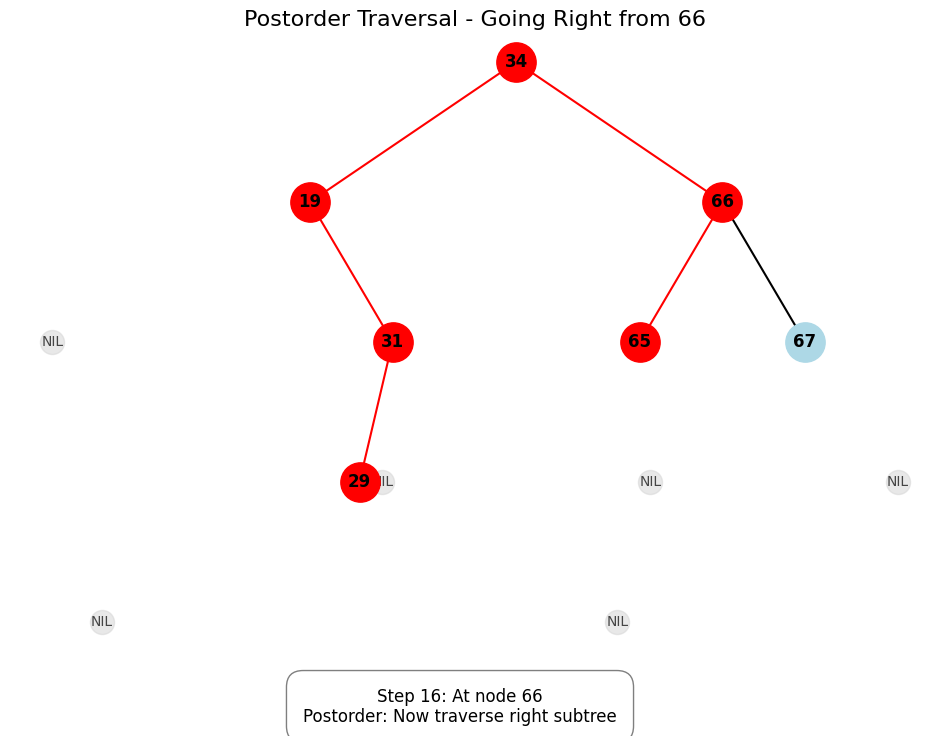 Postorder Traversal - Going Right from 66
34
19
66
NIL
31
65
67
29
NIL
NIL
NIL
NIL
NIL
Step 16: At node 66
Postorder: Now traverse right subtree